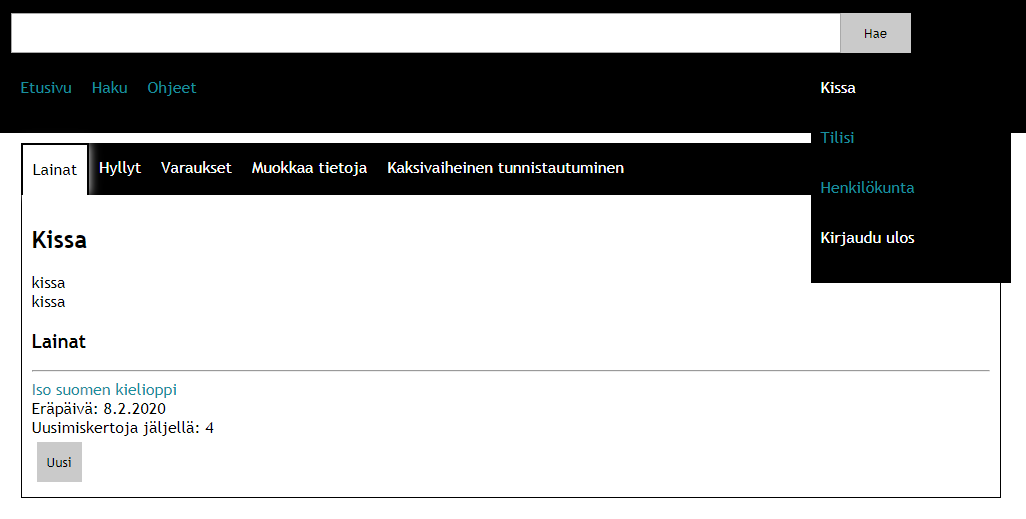 Hae
Etusivu Haku Ohjeet Kissa
Tilisi
Henkilökunta
Kirjaudu ulos
Lainat Hyllyt Varaukset Muokkaa tietoja Kaksivaiheinen tunnistautuminen
Kissa
kissa
kissa
Lainat
Iso suomen kielioppi
Eräpäivä: 8.2.2020
Uusimiskertoja jäljellä: 4
Uusi